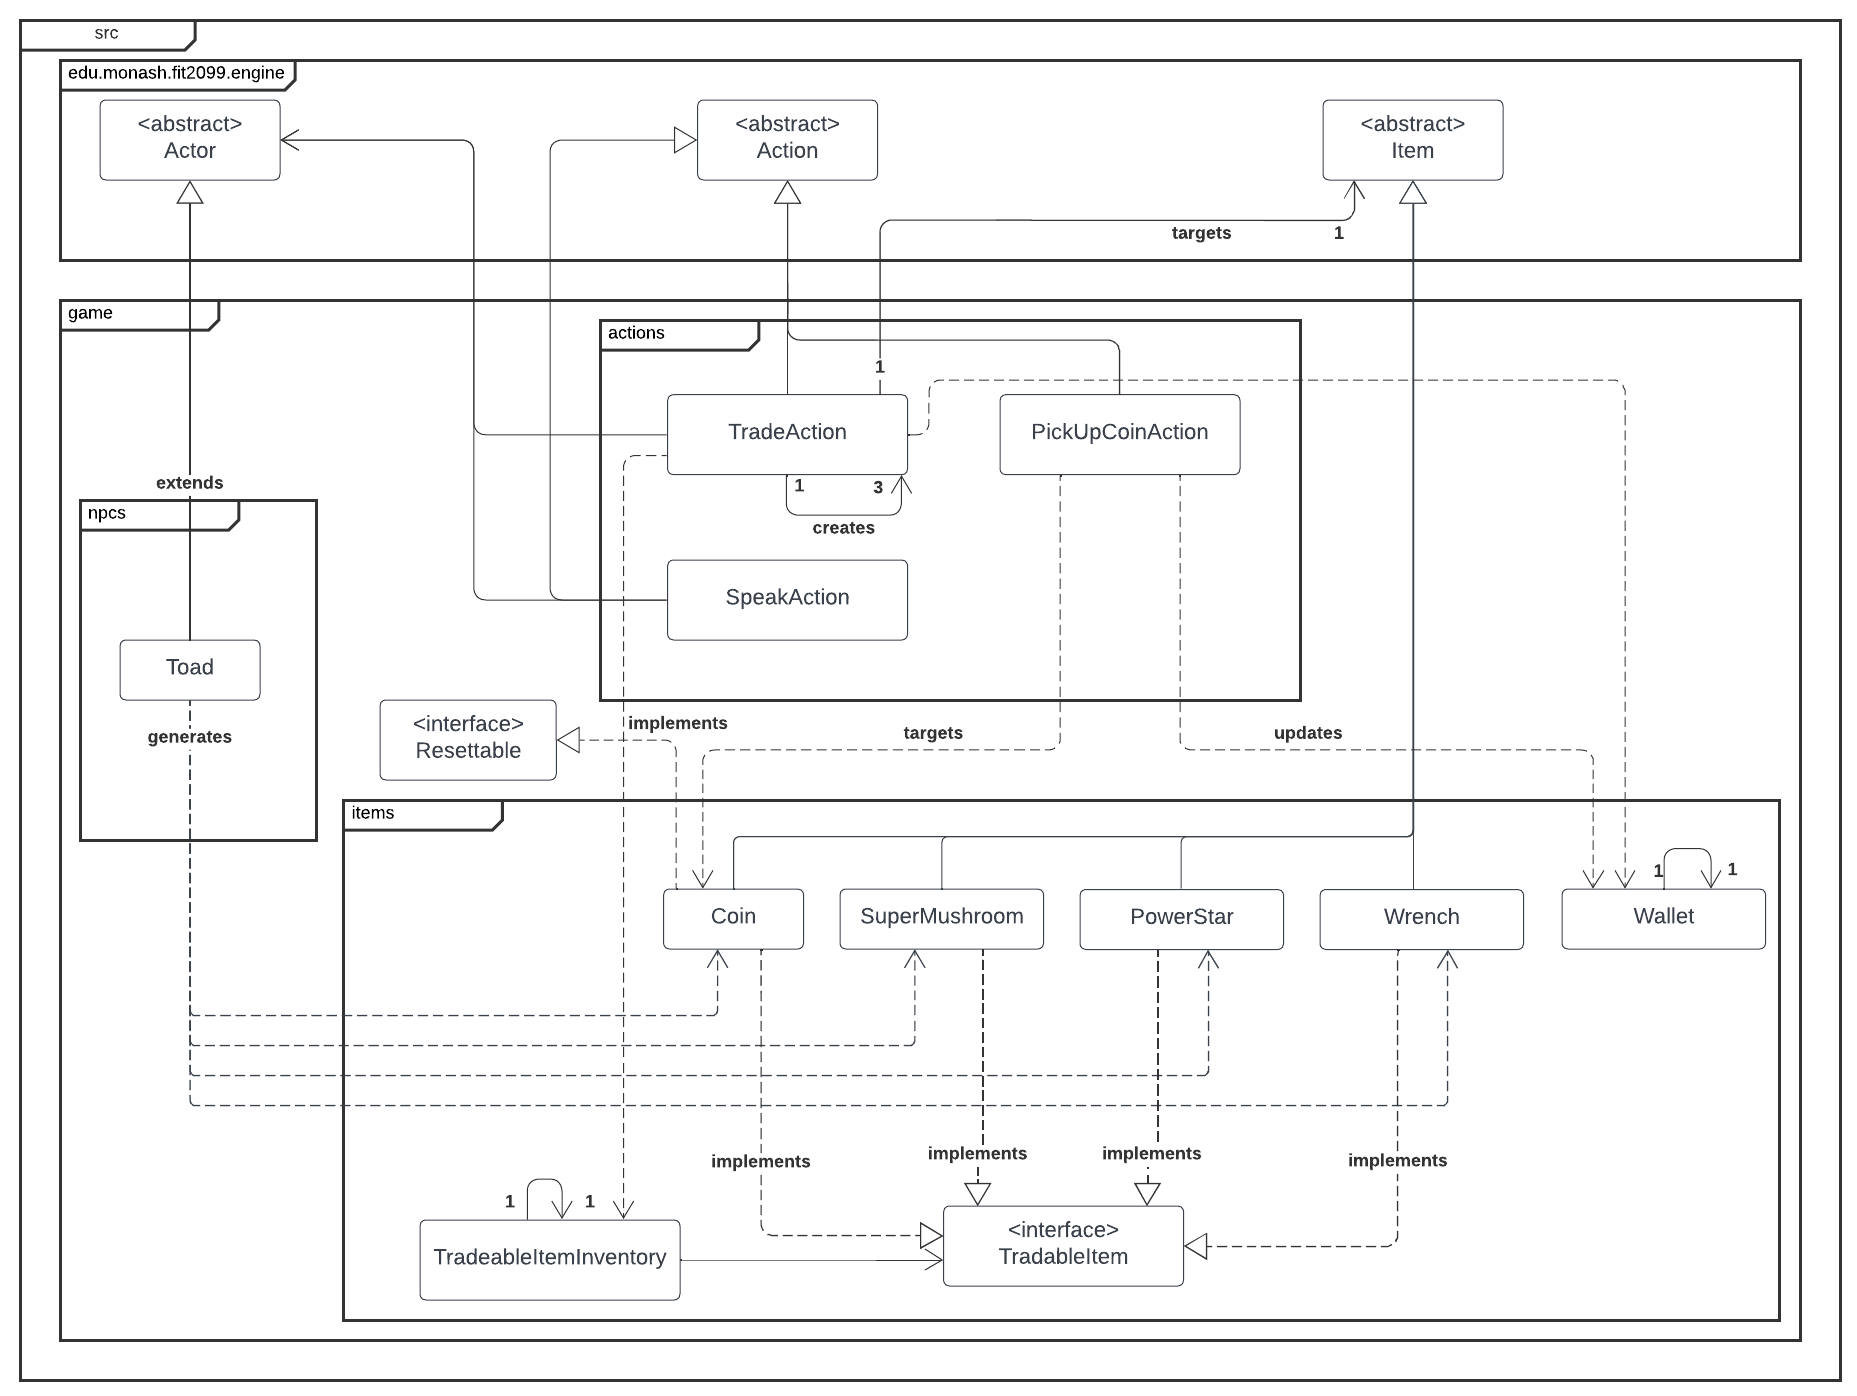 src
edu.monash.fit2099.engine
<abstract>
Actor
<abstract>
Action
<abstract>
Item
targets
1
game
actions
1
TradeAction
PickUpCoinAction
1
3
creates
extends
npcs
SpeakAction
Toad
generates
<interface>
Resettable
implements
targets
updates
items
Coin
SuperMushroom
PowerStar
Wrench
1
1
Wallet
implements
implements
implements
implements
1
1
TradeableItemInventory
<interface>
TradableItem